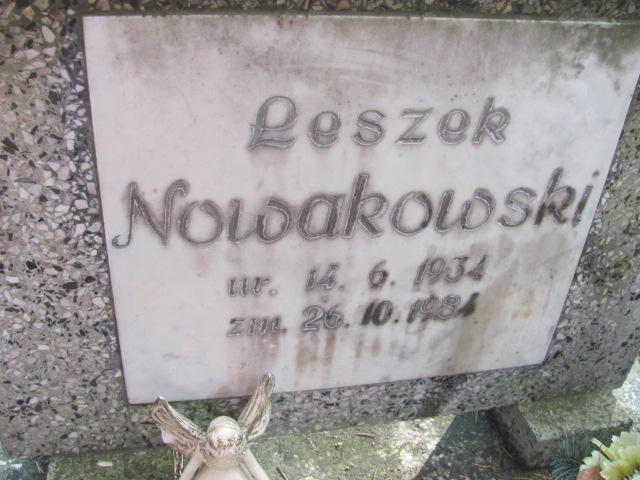 Leszek
Nowakowski
ur. 14. 6. 1934
zm. 26. 10. 1984